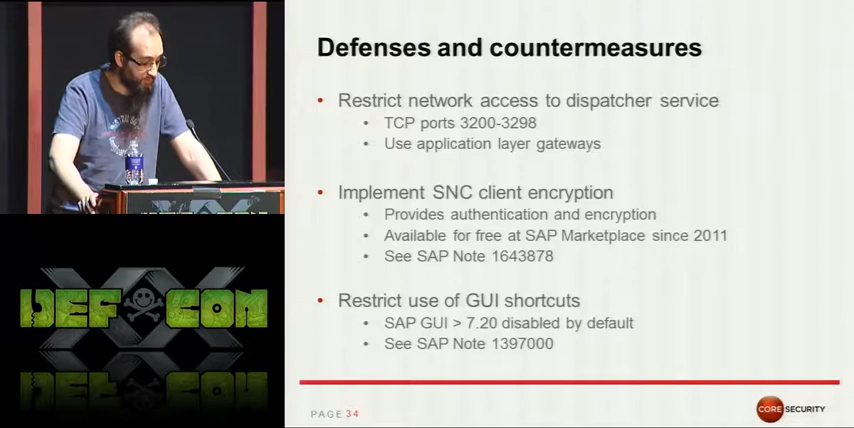 Defenses and countermeasures
• Restrict network access to dispatcher service
• TCP ports 3200-3298
• Use application layer gateways
• Implement SNC client encryption
• Provides authentication and encryption
• Available for free at SAP Marketplace since 2011
• See SAP Note 1643878
• Restrict use of GUI shortcuts
• SAP GUI > 7.20 disabled by default
• See SAP Note 1397000
PAGE 34
CORE SECURITY
XX
DEF CON